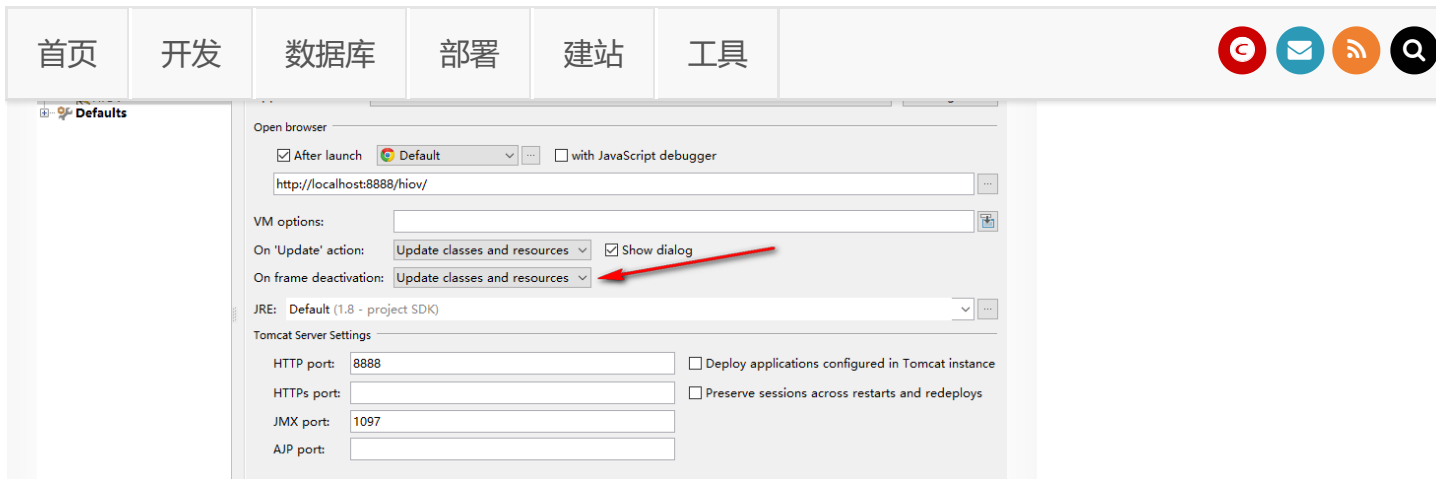 首页 开发 数据库 部署 建站 工具
Defaults
Open browser
After launch Default ... with JavaScript debugger
http://localhost:8888/hiov/ ...
VM options:
On 'Update' action: Update classes and resources Show dialog
On frame deactivation: Update classes and resources
JRE: Default (1.8 - project SDK) ...
Tomcat Server Settings
HTTP port: 8888 Deploy applications configured in Tomcat instance
HTTPs port: Preserve sessions across restarts and redeploys
JMX port: 1097
AJP port: